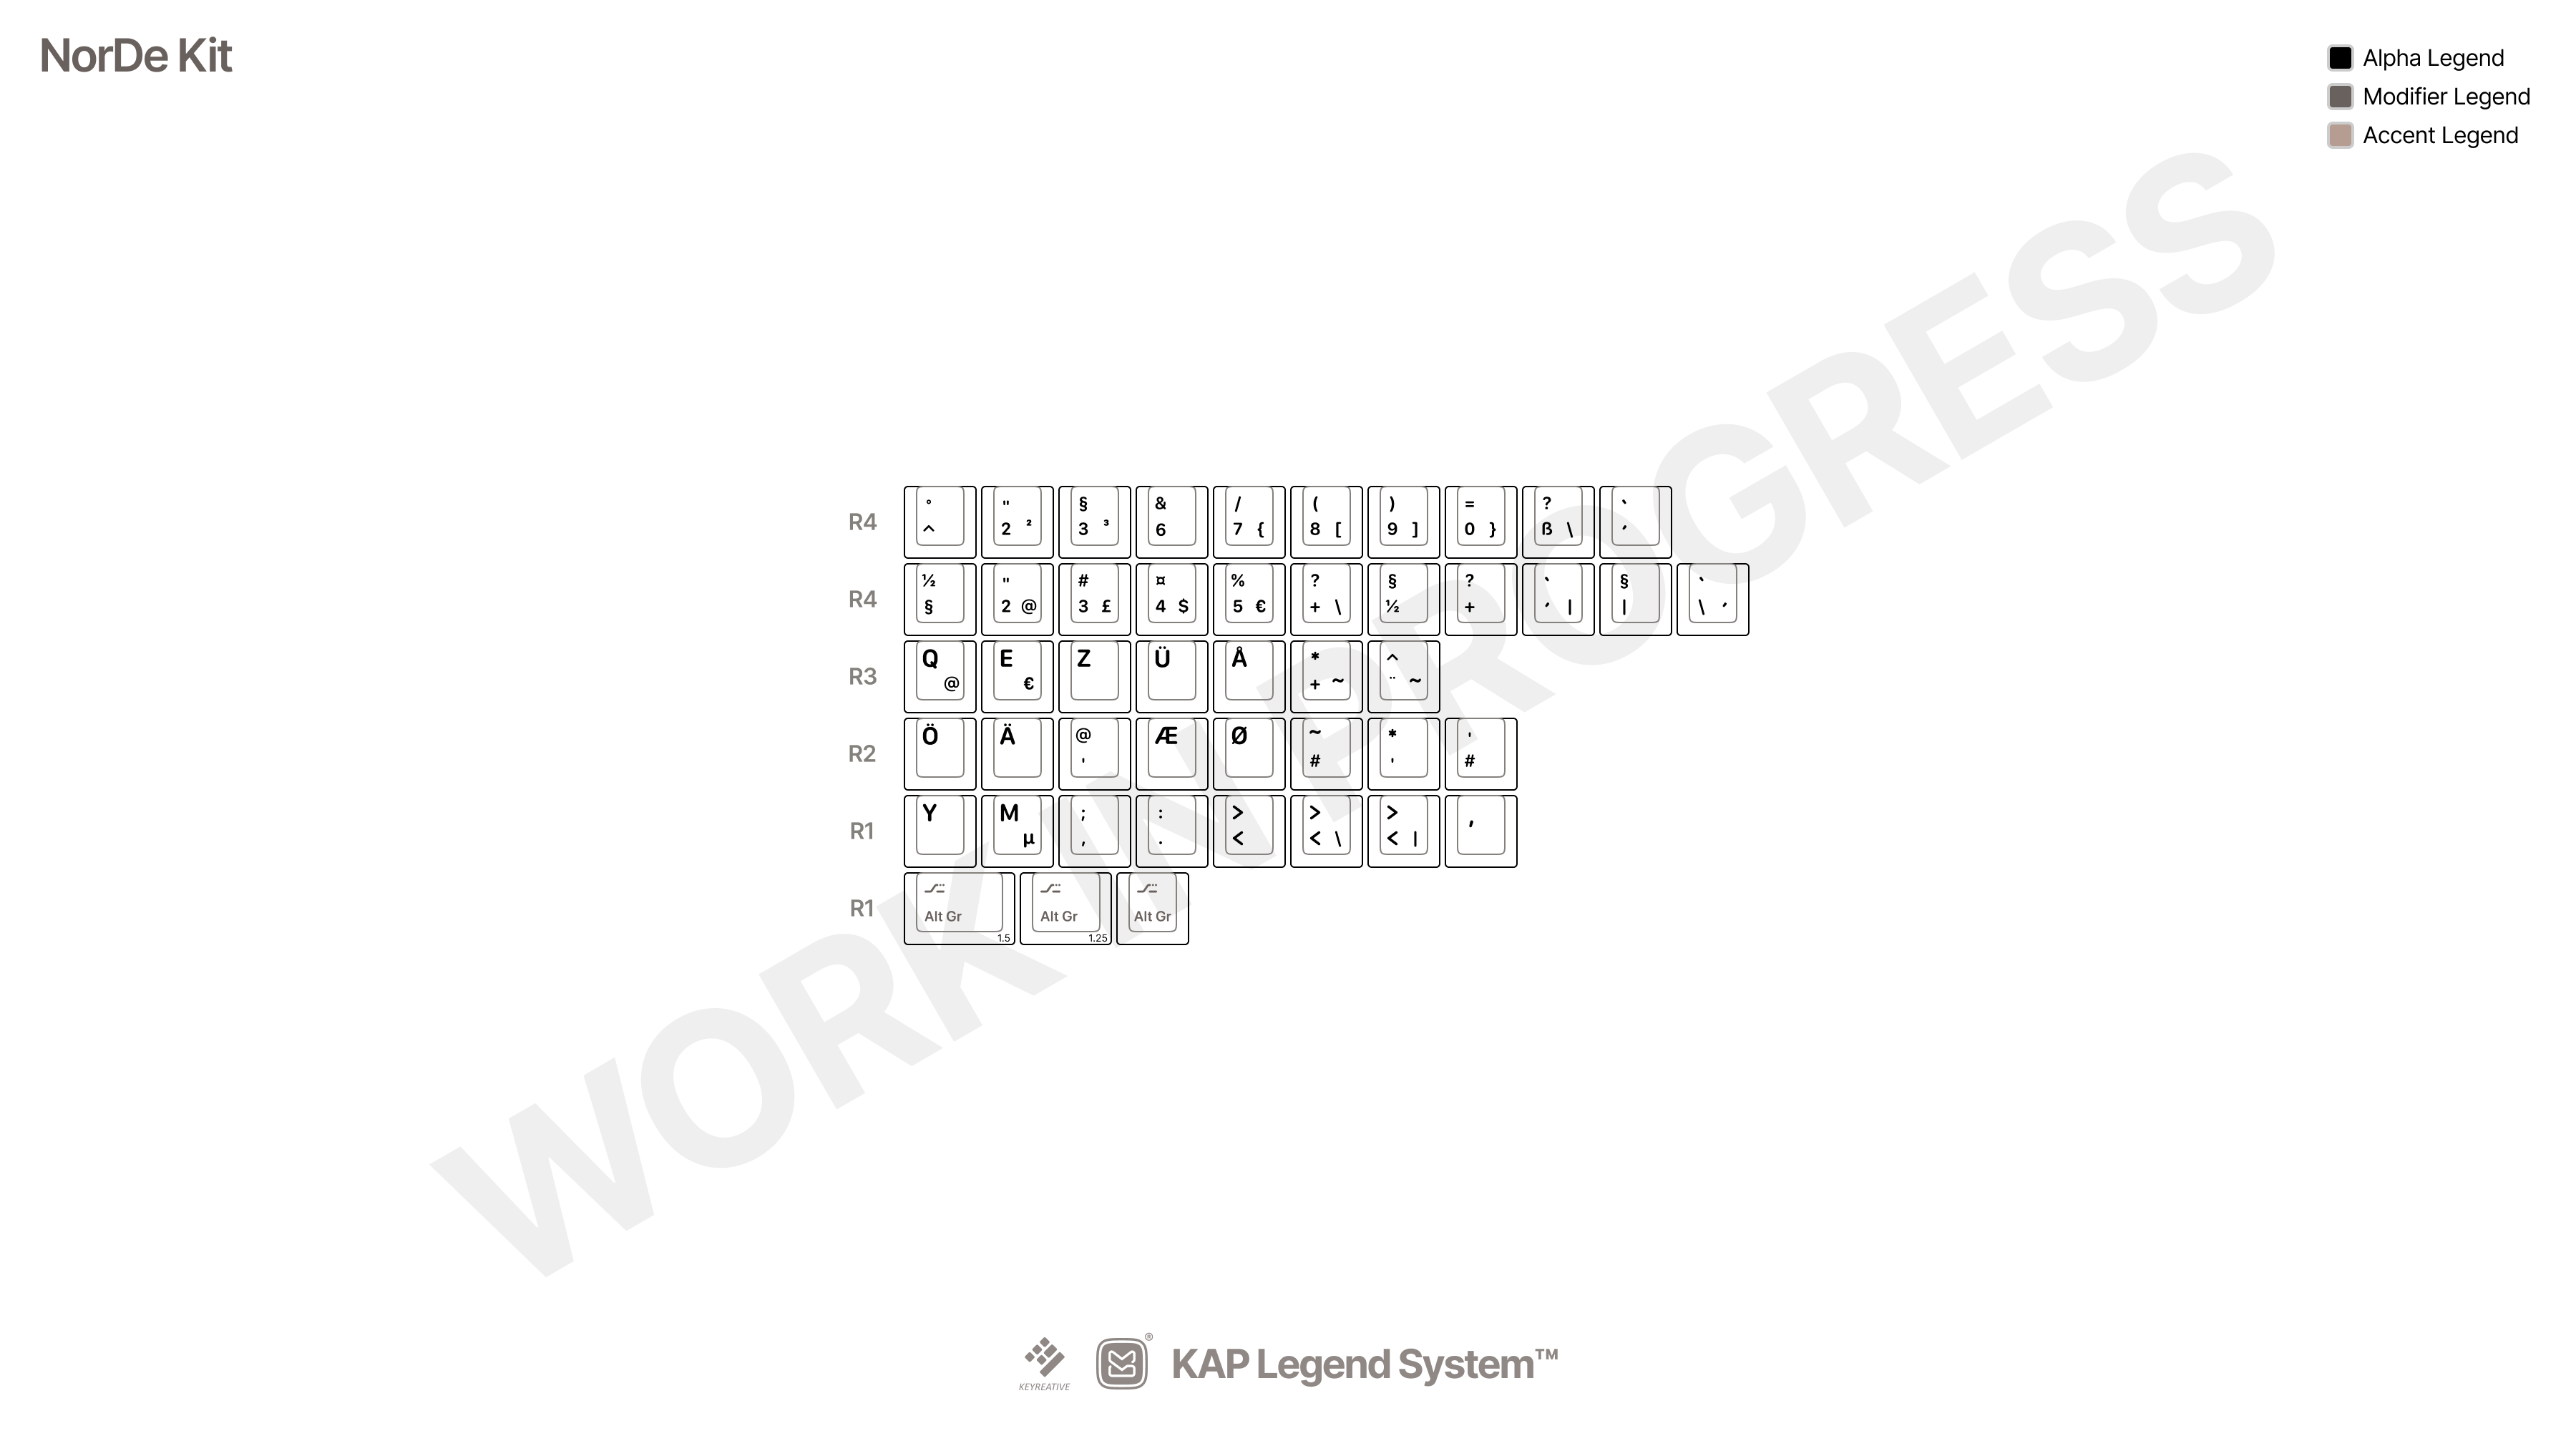 NorDe Kit
Alpha Legend
Modifier Legend
Accent Legend
WORK IN PROGRESS
R4
° " § & / ( ) = ? `
^ 2 ² 3 ³ 6 7 { 8 [ 9 ] 0 } ß \ ´
R4
½ " # ¤ % ? § ? ` § `
§ 2 @ 3 £ 4 $ 5 € + \ ½ + ´ | | \ ´
R3
Q E Z Ü Å * ^
@ € + ~ ¨ ~
R2
Ö Ä @ Æ Ø ~ * '
' # ' #
R1
Y M ; : > > > ,
µ , . < < \ < |
R1
Alt Gr Alt Gr Alt Gr
1.5 1.25
KEYREATIVE
®
KAP Legend System™